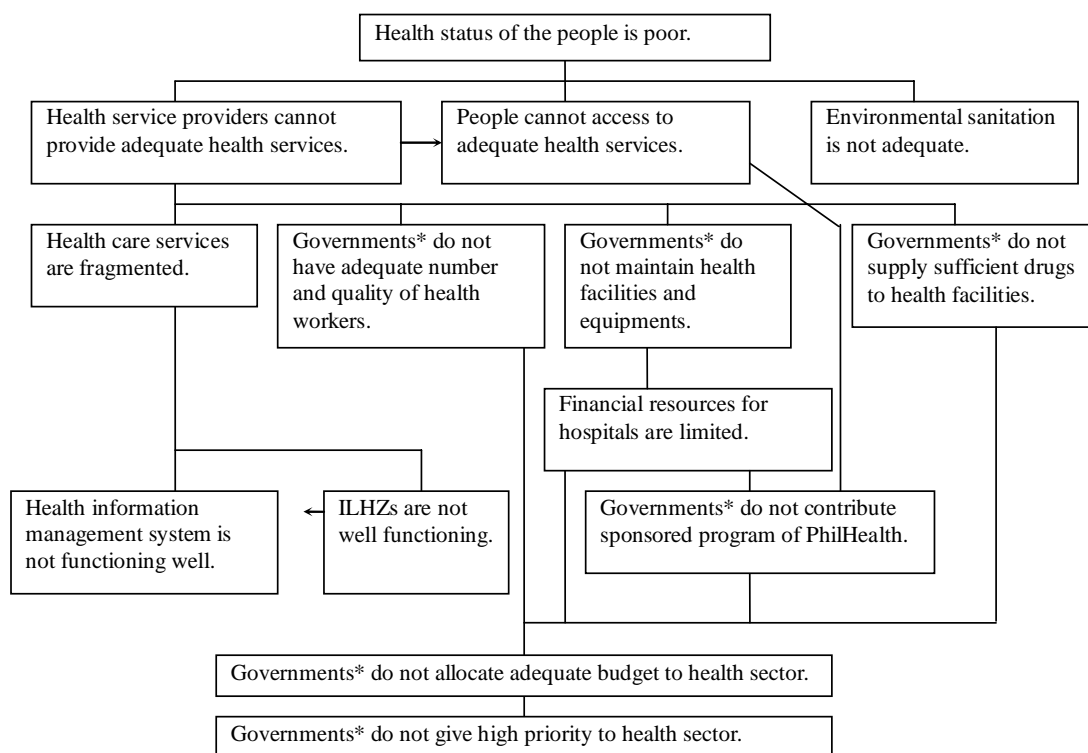 Health status of the people is poor.
Health service providers cannot
provide adequate health services.
People cannot access to
adequate health services.
Environmental sanitation
is not adequate.
Health care services
are fragmented.
Governments* do not
have adequate number
and quality of health
workers.
Governments* do
not maintain health
facilities and
equipments.
Governments* do not
supply sufficient drugs
to health facilities.
Financial resources for
hospitals are limited.
Health information
management system is
not functioning well.
ILHZs are not
well functioning.
Governments* do not contribute
sponsored program of PhilHealth.
Governments* do not allocate adequate budget to health sector.
Governments* do not give high priority to health sector.